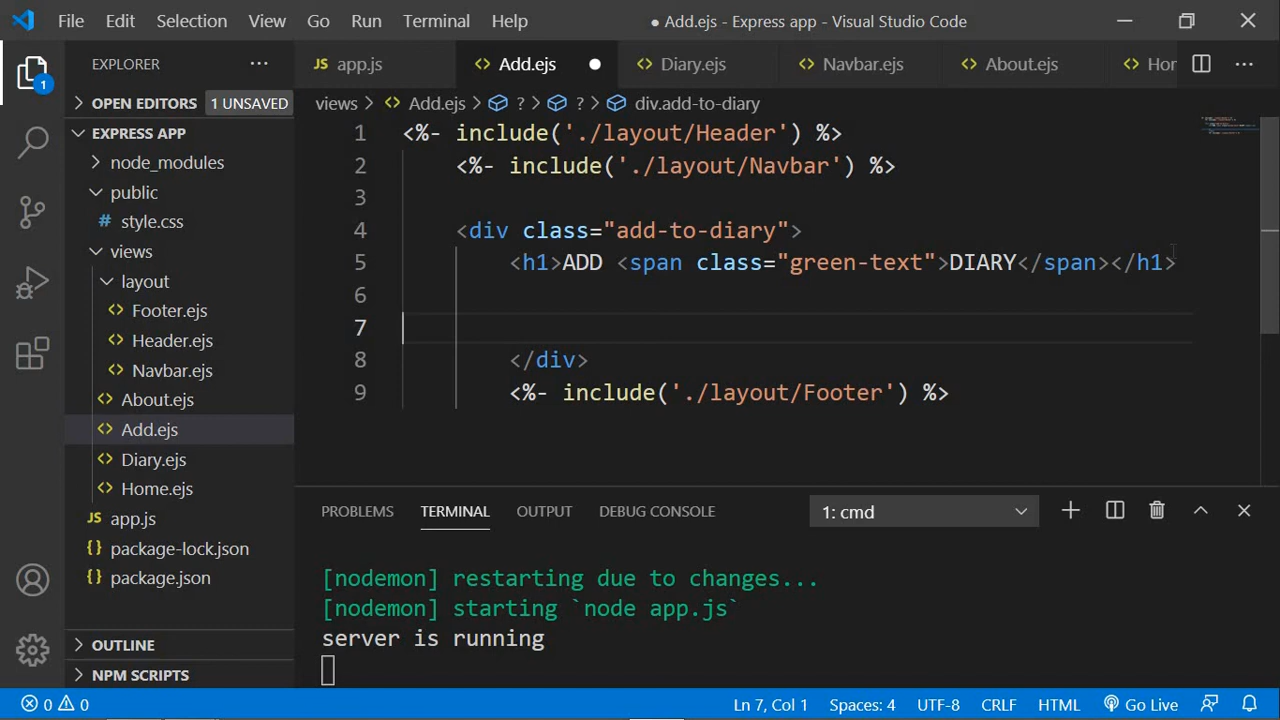 File Edit Selection View Go Run Terminal Help ● Add.ejs - Express app - Visual Studio Code
EXPLORER ···
JS app.js <> Add.ejs ● <> Diary.ejs <> Navbar.ejs <> About.ejs <> Hor ···
1
OPEN EDITORS 1 UNSAVED
views > <> Add.ejs > ? > ? > div.add-to-diary
EXPRESS APP
node_modules
public
# style.css
views
layout
<> Footer.ejs
<> Header.ejs
<> Navbar.ejs
<> About.ejs
<> Add.ejs
<> Diary.ejs
<> Home.ejs
JS app.js
{} package-lock.json
{} package.json
OUTLINE
NPM SCRIPTS
1 <%- include('./layout/Header') %>
2 <%- include('./layout/Navbar') %>
3
4 <div class="add-to-diary">
5 <h1>ADD <span class="green-text">DIARY</span></h1>
6
7
8 </div>
9 <%- include('./layout/Footer') %>
PROBLEMS TERMINAL OUTPUT DEBUG CONSOLE 1: cmd
[nodemon] restarting due to changes...
[nodemon] starting `node app.js`
server is running
0 0 Ln 7, Col 1 Spaces: 4 UTF-8 CRLF HTML Go Live